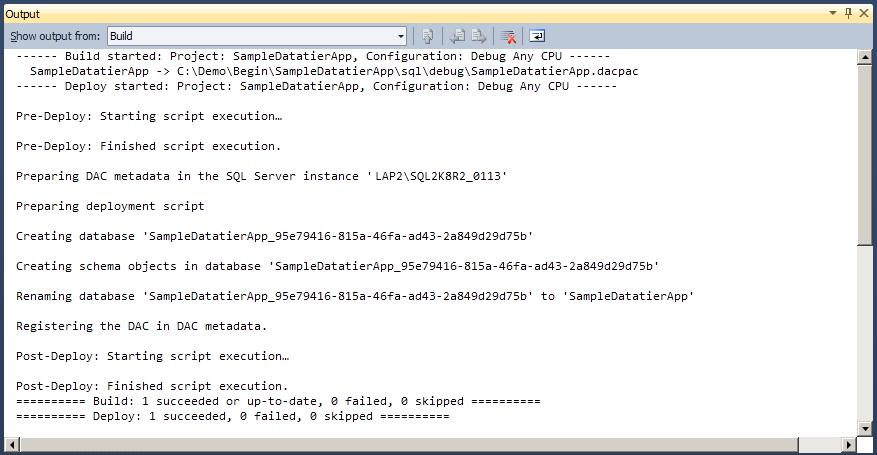 Output
Show output from: Build
------ Build started: Project: SampleDatatierApp, Configuration: Debug Any CPU ------
SampleDatatierApp -> C:\Demo\Begin\SampleDatatierApp\sql\debug\SampleDatatierApp.dacpac
------ Deploy started: Project: SampleDatatierApp, Configuration: Debug Any CPU ------
Pre-Deploy: Starting script execution…
Pre-Deploy: Finished script execution.
Preparing DAC metadata in the SQL Server instance 'LAP2\SQL2K8R2_0113'
Preparing deployment script
Creating database 'SampleDatatierApp_95e79416-815a-46fa-ad43-2a849d29d75b'
Creating schema objects in database 'SampleDatatierApp_95e79416-815a-46fa-ad43-2a849d29d75b'
Renaming database 'SampleDatatierApp_95e79416-815a-46fa-ad43-2a849d29d75b' to 'SampleDatatierApp'
Registering the DAC in DAC metadata.
Post-Deploy: Starting script execution…
Post-Deploy: Finished script execution.
========== Build: 1 succeeded or up-to-date, 0 failed, 0 skipped ==========
========== Deploy: 1 succeeded, 0 failed, 0 skipped ==========